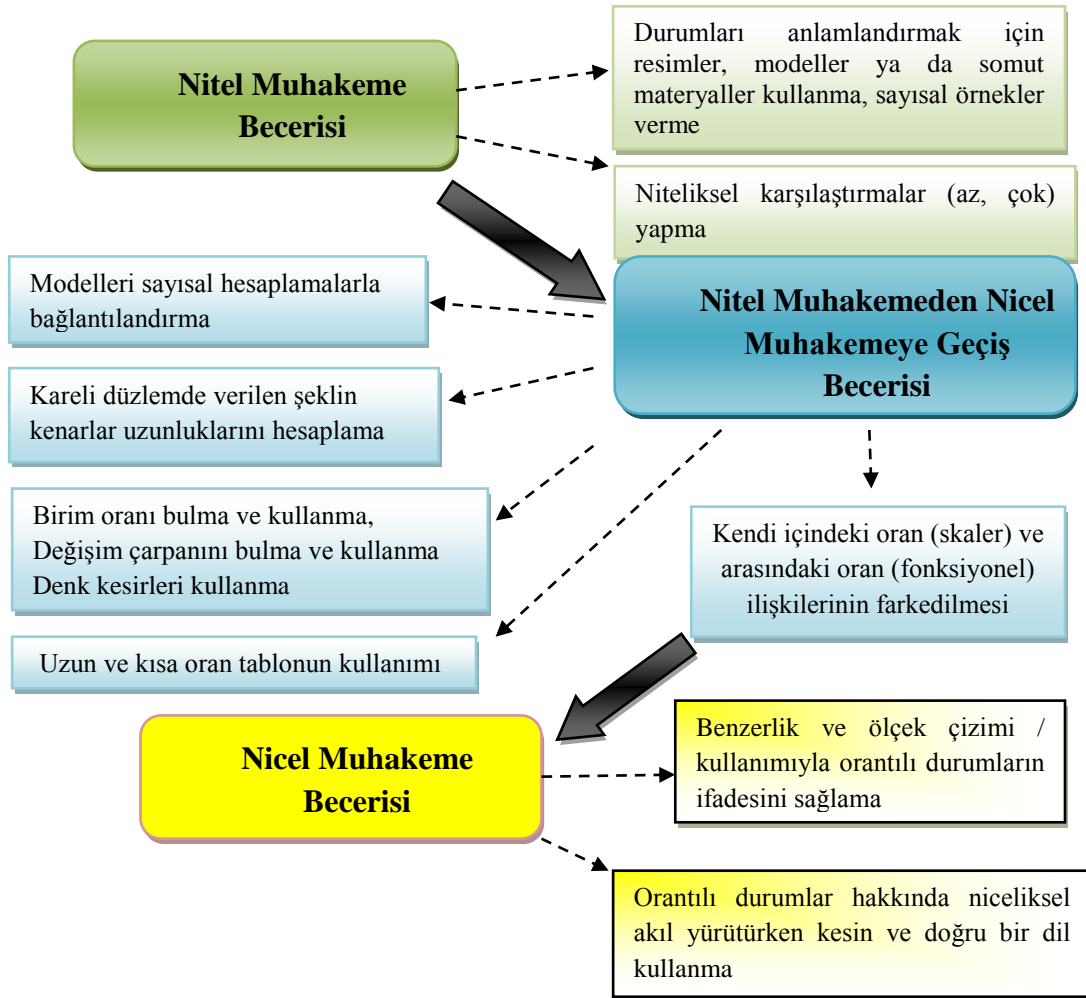 Nitel Muhakeme
Becerisi
Durumları anlamlandırmak için
resimler, modeller ya da somut
materyaller kullanma, sayısal örnekler
verme
Niteliksel karşılaştırmalar (az, çok)
yapma
Nitel Muhakemeden Nicel
Muhakemeye Geçiş
Becerisi
Modelleri sayısal hesaplamalarla
bağlantılandırma
Kareli düzlemde verilen şeklin
kenarlar uzunluklarını hesaplama
Birim oranı bulma ve kullanma,
Değişim çarpanını bulma ve kullanma
Denk kesirleri kullanma
Uzun ve kısa oran tablonun kullanımı
Kendi içindeki oran (skaler) ve
arasındaki oran (fonksiyonel)
ilişkilerinin farkedilmesi
Nicel Muhakeme
Becerisi
Benzerlik ve ölçek çizimi /
kullanımıyla orantılı durumların
ifadesini sağlama
Orantılı durumlar hakkında niceliksel
akıl yürütürken kesin ve doğru bir dil
kullanma